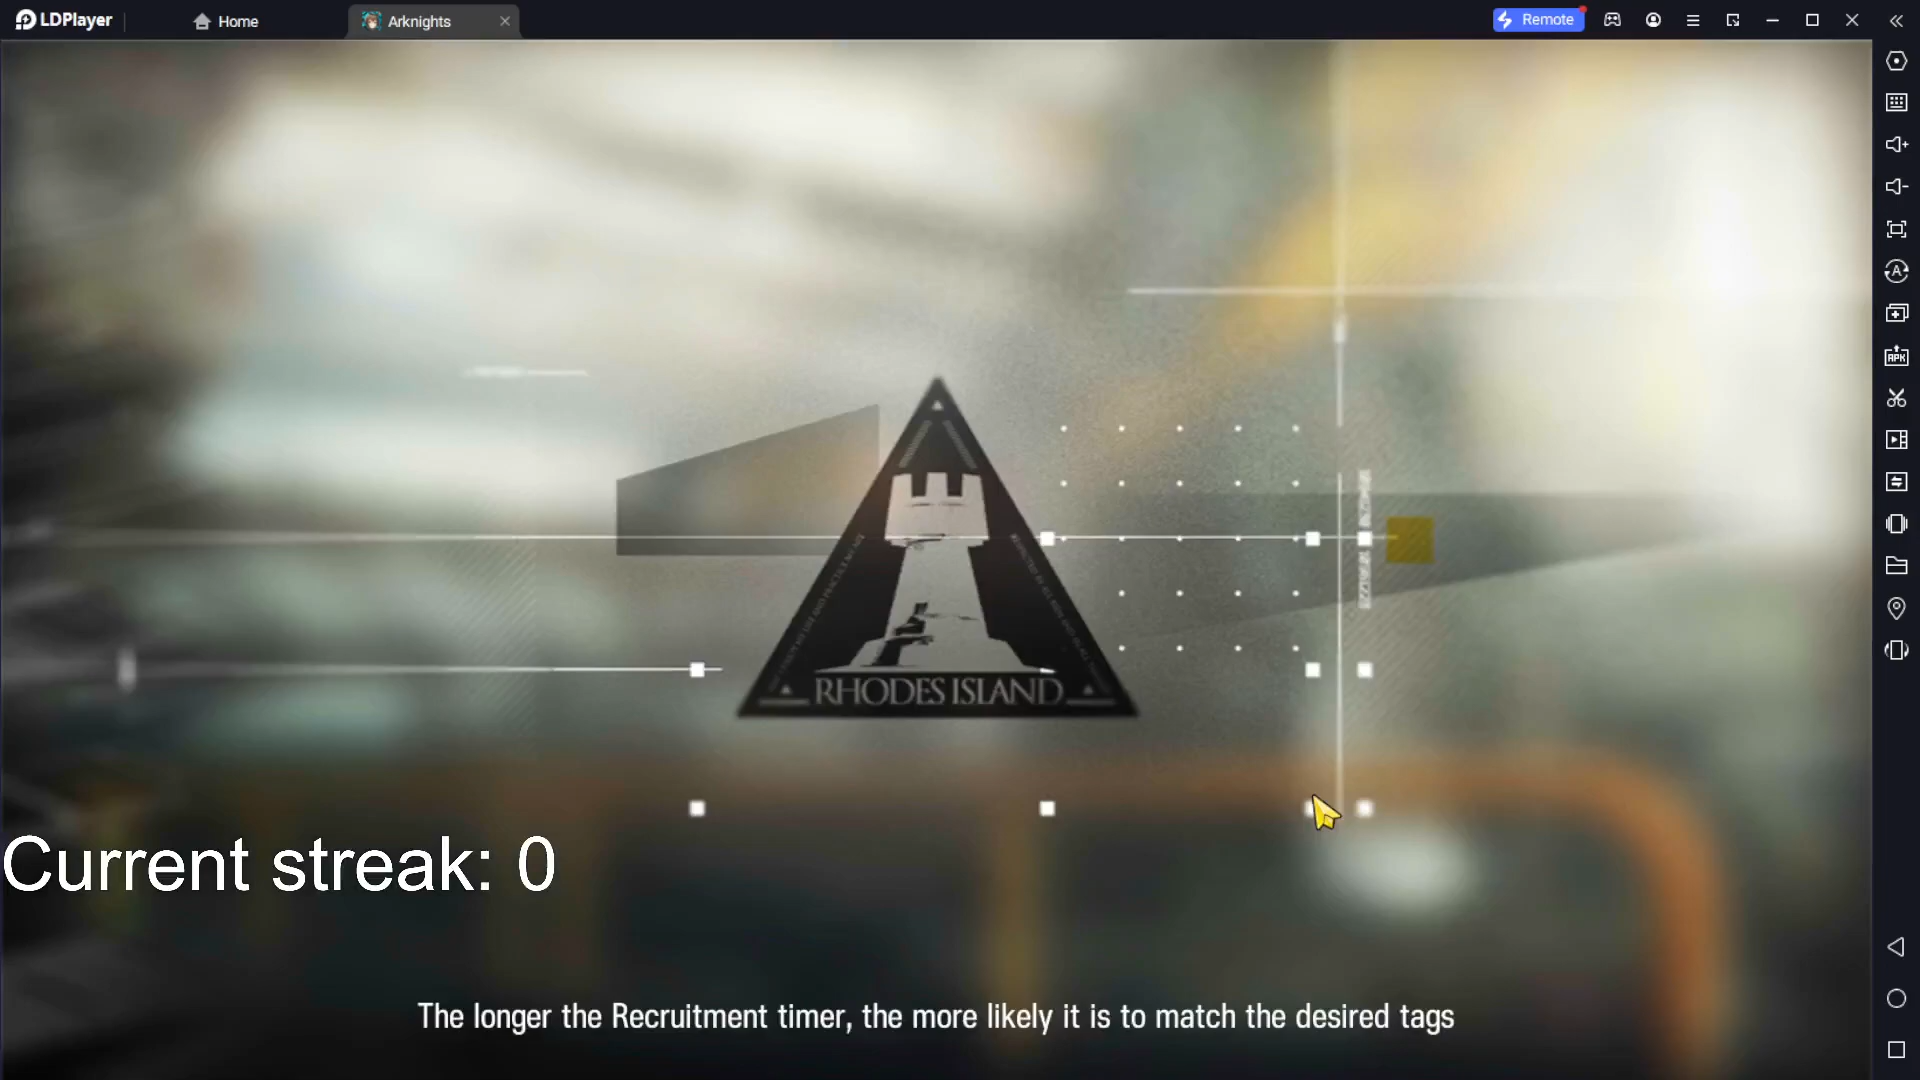 LDPlayer
Home
Arknights
Remote
APK
RHODES ISLAND
Current streak: 0
The longer the Recruitment timer, the more likely it is to match the desired tags